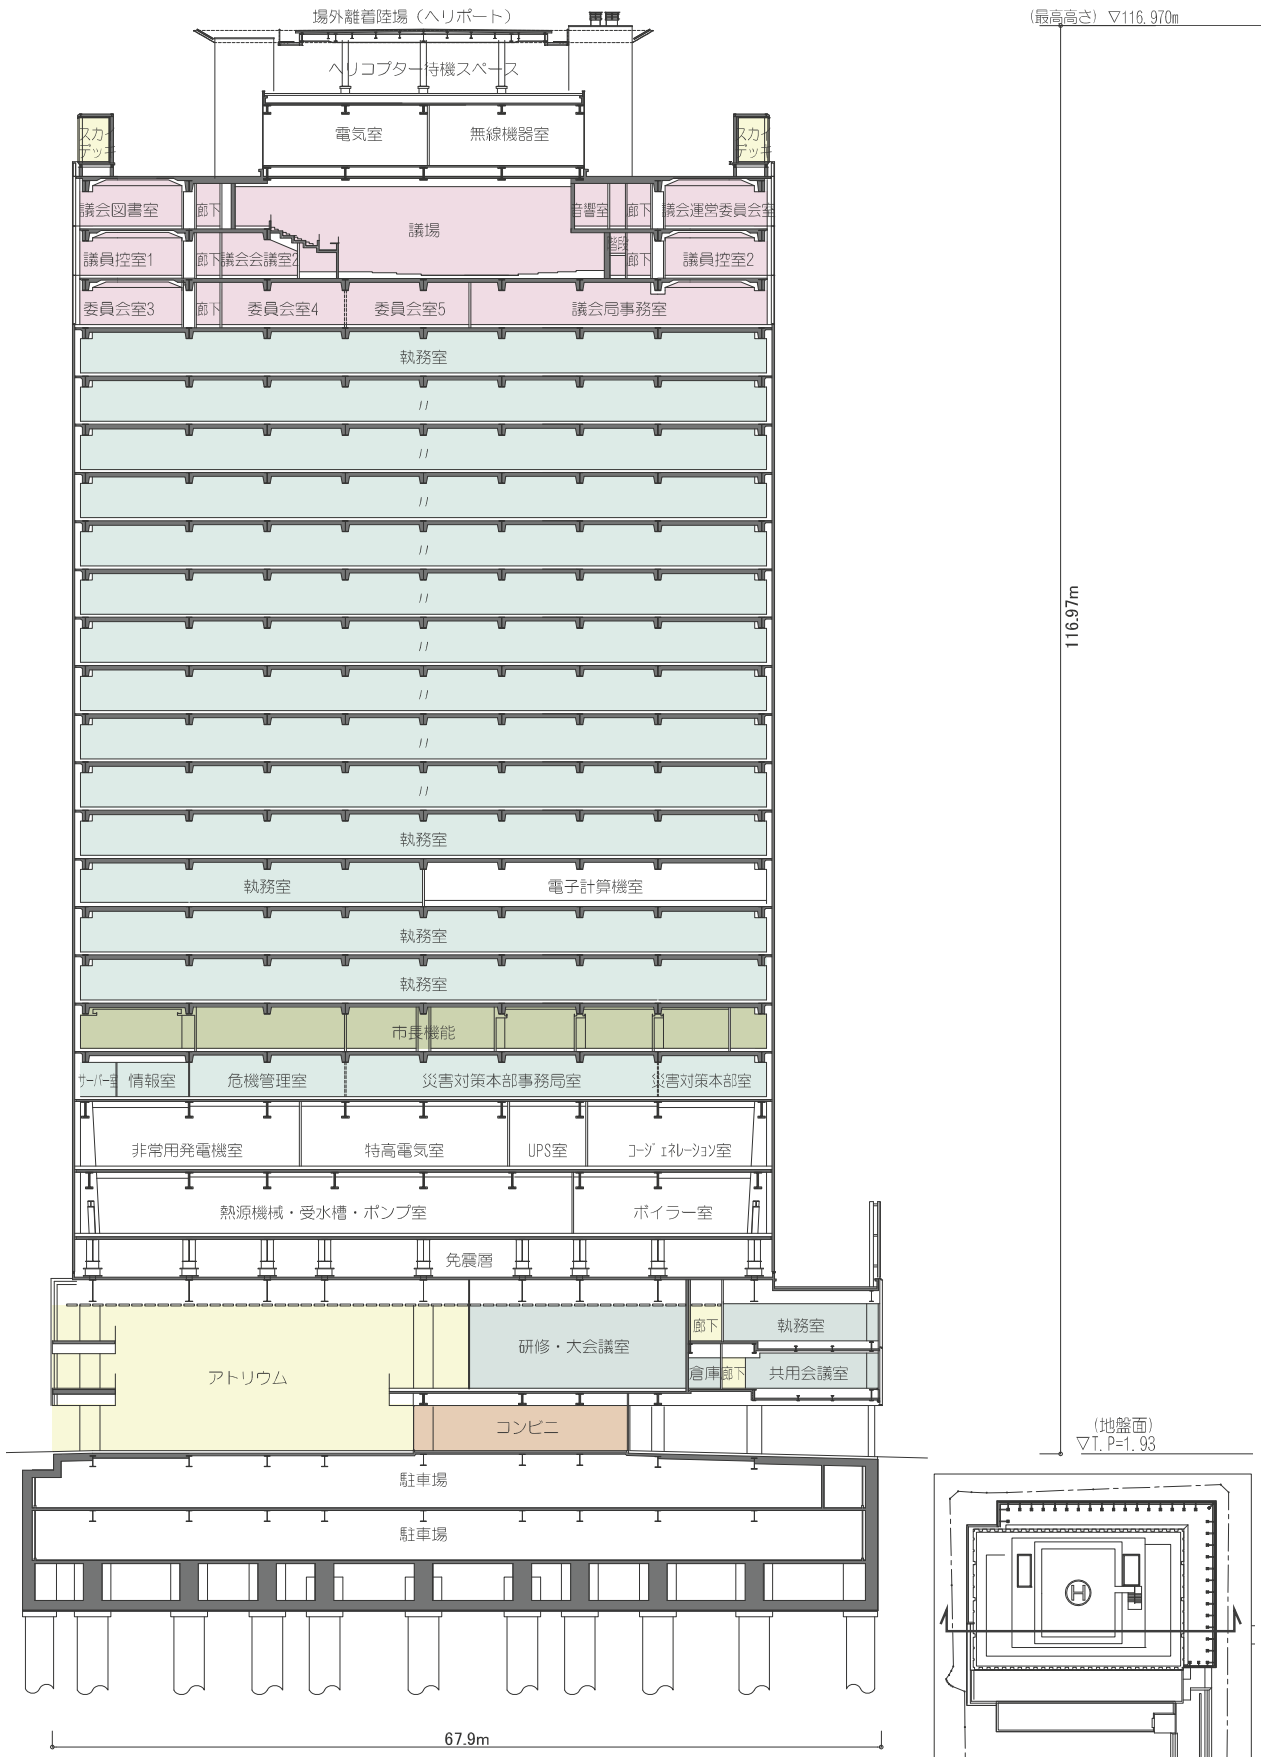 場外離着陸場（ヘリポート）
(最高高さ) ▽116.970m
ヘリコプター待機スペース
電気室
無線機器室
スカイ
デッキ
スカイ
デッキ
議会図書室
廊下
議場
音響室
廊下
議会運営委員会室
議員控室1
廊下
議会会議室2
階段
廊下
議員控室2
委員会室3
廊下
委員会室4
委員会室5
議会局事務室
執務室
〃
〃
〃
〃
〃
〃
〃
〃
〃
執務室
執務室
電子計算機室
執務室
執務室
市長機能
サーバー室
情報室
危機管理室
災害対策本部事務局室
災害対策本部室
非常用発電機室
特高電気室
UPS室
コージェネレーション室
熱源機械・受水槽・ポンプ室
ボイラー室
免震層
廊下
執務室
研修・大会議室
倉庫
廊下
共用会議室
アトリウム
コンビニ
駐車場
駐車場
67.9m
116.97m
(地盤面)
▽T.P=1.93
H